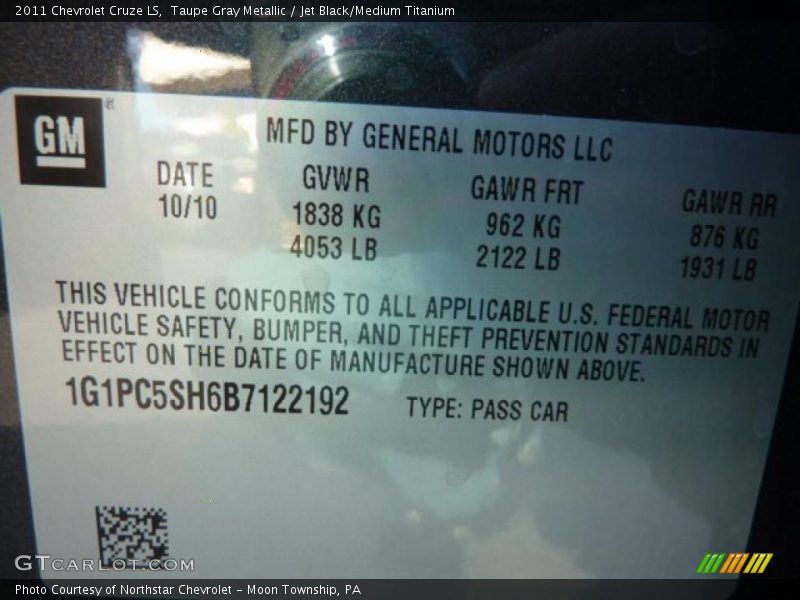 2011 Chevrolet Cruze LS,  Taupe Gray Metallic / Jet Black/Medium Titanium
GM®
MFD BY GENERAL MOTORS LLC
DATE GVWR GAWR FRT GAWR RR
10/10 1838 KG 962 KG 876 KG
4053 LB 2122 LB 1931 LB
THIS VEHICLE CONFORMS TO ALL APPLICABLE U.S. FEDERAL MOTOR
VEHICLE SAFETY, BUMPER, AND THEFT PREVENTION STANDARDS IN
EFFECT ON THE DATE OF MANUFACTURE SHOWN ABOVE.
1G1PC5SH6B7122192 TYPE: PASS CAR
GTCARLOT.COM
Photo Courtesy of Northstar Chevrolet - Moon Township, PA